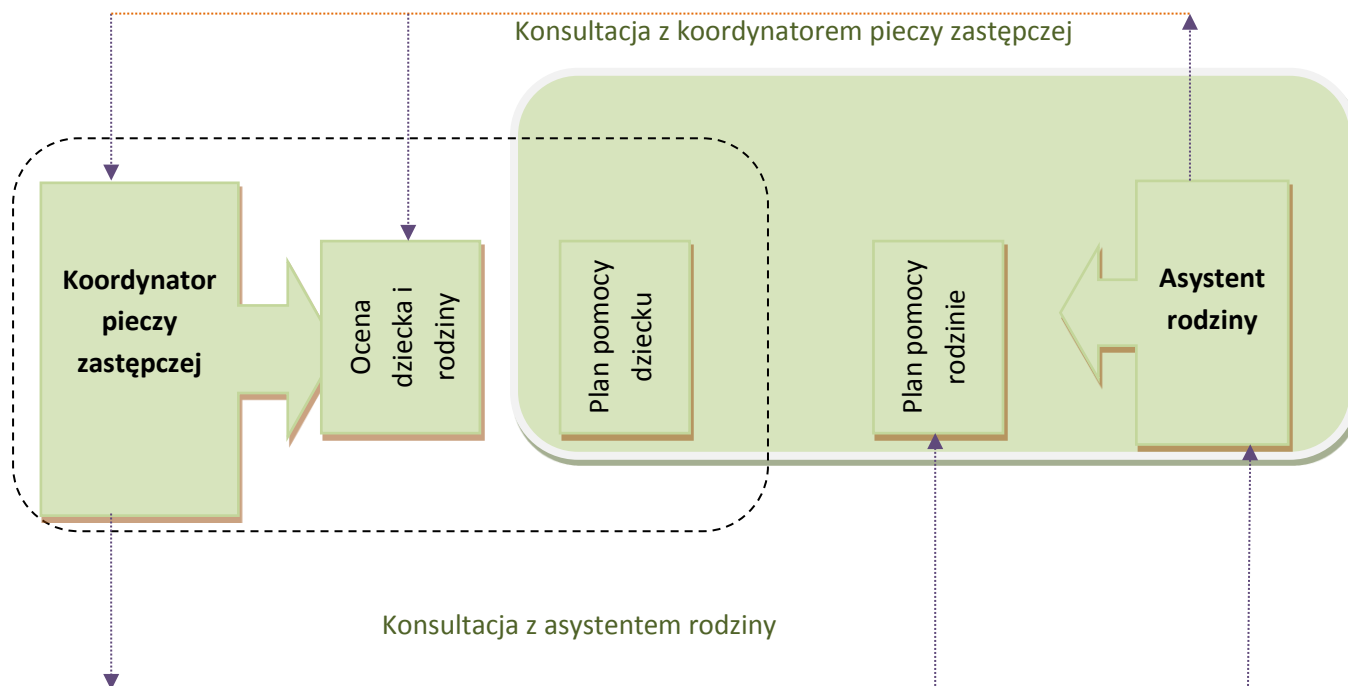 Konsultacja z koordynatorem pieczy zastępczej
Koordynator
pieczy
zastępczej
Ocena
dziecka i
rodziny
Plan pomocy
dziecku
Plan pomocy
rodzinie
Asystent
rodziny
Konsultacja z asystentem rodziny